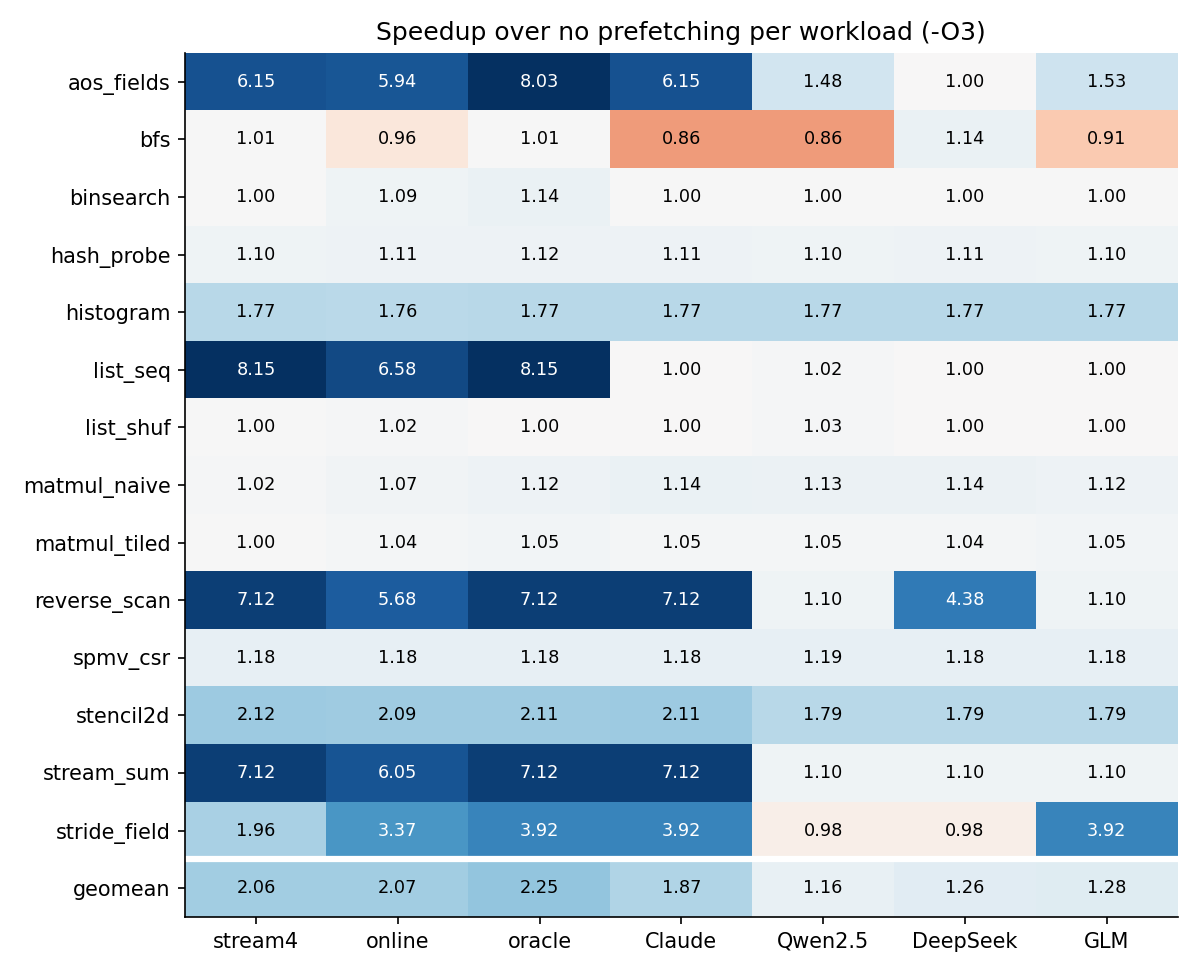 Speedup over no prefetching per workload (-O3)
aos_fields 6.15 5.94 8.03 6.15 1.48 1.00 1.53
bfs 1.01 0.96 1.01 0.86 0.86 1.14 0.91
binsearch 1.00 1.09 1.14 1.00 1.00 1.00 1.00
hash_probe 1.10 1.11 1.12 1.11 1.10 1.11 1.10
histogram 1.77 1.76 1.77 1.77 1.77 1.77 1.77
list_seq 8.15 6.58 8.15 1.00 1.02 1.00 1.00
list_shuf 1.00 1.02 1.00 1.00 1.03 1.00 1.00
matmul_naive 1.02 1.07 1.12 1.14 1.13 1.14 1.12
matmul_tiled 1.00 1.04 1.05 1.05 1.05 1.04 1.05
reverse_scan 7.12 5.68 7.12 7.12 1.10 4.38 1.10
spmv_csr 1.18 1.18 1.18 1.18 1.19 1.18 1.18
stencil2d 2.12 2.09 2.11 2.11 1.79 1.79 1.79
stream_sum 7.12 6.05 7.12 7.12 1.10 1.10 1.10
stride_field 1.96 3.37 3.92 3.92 0.98 0.98 3.92
geomean 2.06 2.07 2.25 1.87 1.16 1.26 1.28
stream4 online oracle Claude Qwen2.5 DeepSeek GLM